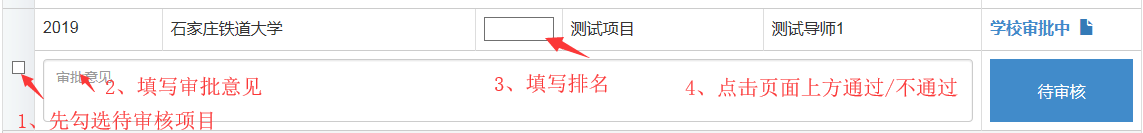 2019 石家庄铁道大学 测试项目 测试导师1 学校审批中
审批意见
2、填写审批意见
3、填写排名
4、点击页面上方通过/不通过
待审核
1、先勾选待审核项目